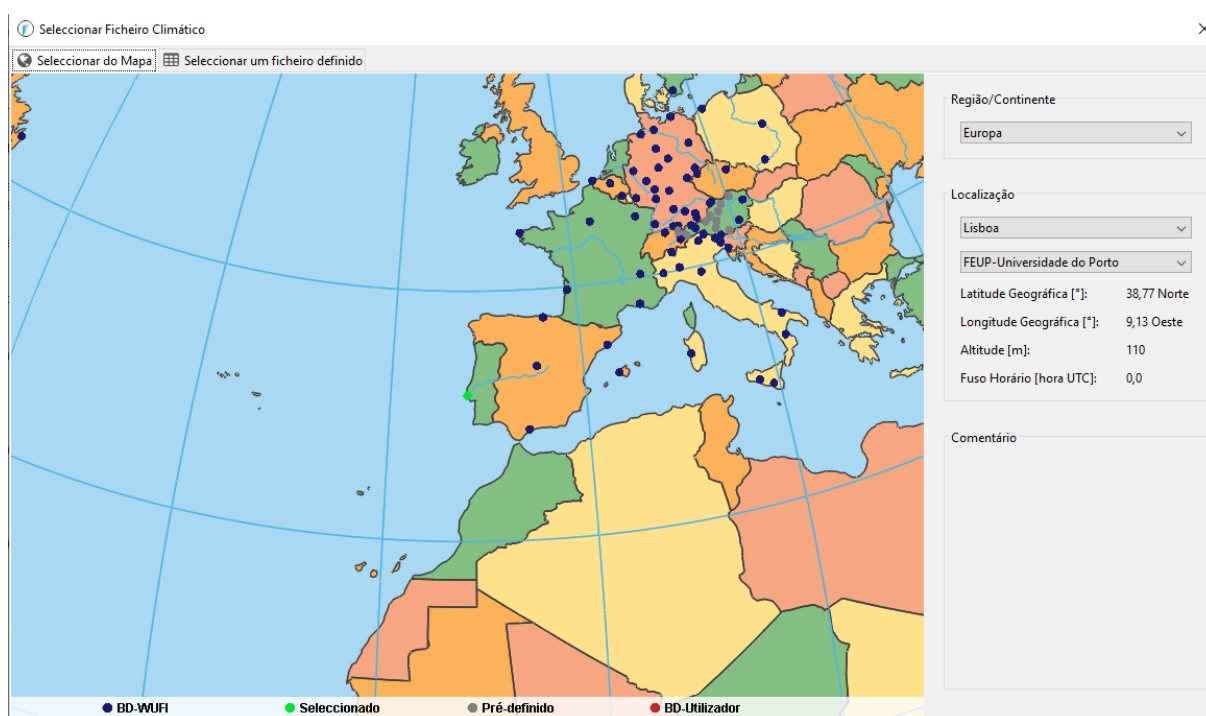 Seleccionar Ficheiro Climático
Seleccionar do Mapa
Seleccionar um ficheiro definido
Região/Continente
Europa
Localização
Lisboa
FEUP-Universidade do Porto
Latitude Geográfica [°]: 38,77 Norte
Longitude Geográfica [°]: 9,13 Oeste
Altitude [m]: 110
Fuso Horário [hora UTC]: 0,0
Comentário
BD-WUFI
Seleccionado
Pré-definido
BD-Utilizador